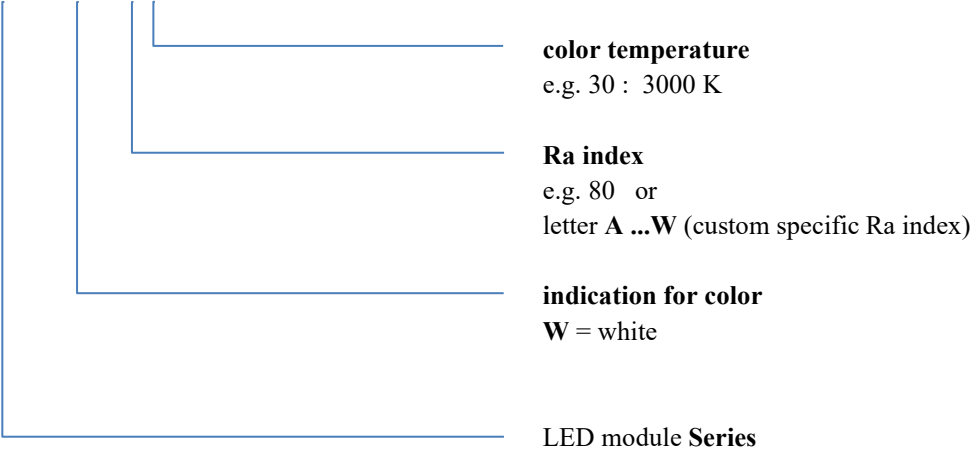 color temperature
e.g. 30 : 3000 K
Ra index
e.g. 80 or
letter A ...W (custom specific Ra index)
indication for color
W = white
LED module Series